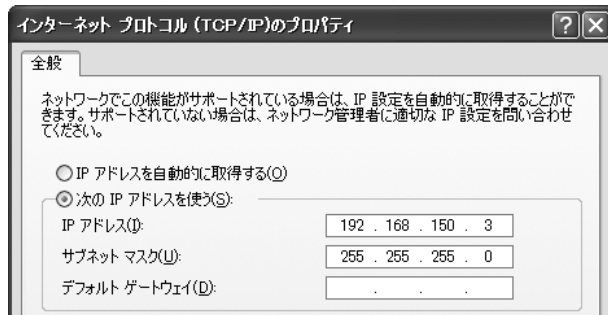 インターネット プロトコル (TCP/IP)のプロパティ
全般
ネットワークでこの機能がサポートされている場合は、IP 設定を自動的に取得することがで
きます。サポートされていない場合は、ネットワーク管理者に適切な IP 設定を問い合わせ
てください。
IP アドレスを自動的に取得する(O)
次の IP アドレスを使う(S):
IP アドレス(I): 192 . 168 . 150 . 3
サブネット マスク(U): 255 . 255 . 255 . 0
デフォルト ゲートウェイ(D): . . .